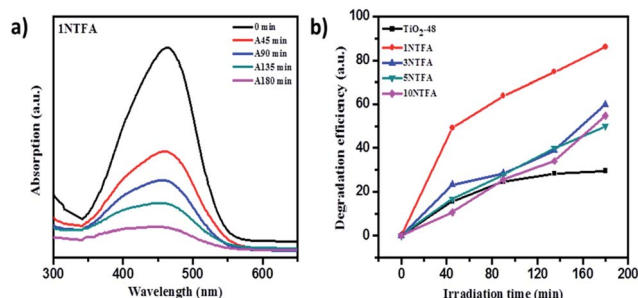 a)
1NTFA
0 min
A45 min
A90 min
A135 min
A180 min
Absorption (a.u.)
300
400
500
600
Wavelength (nm)
b)
TiO₂-48
1NTFA
3NTFA
5NTFA
10NTFA
Degradation efficiency (a.u.)
100
80
60
40
20
0
0
40
80
120
160
200
Irradiation time (min)